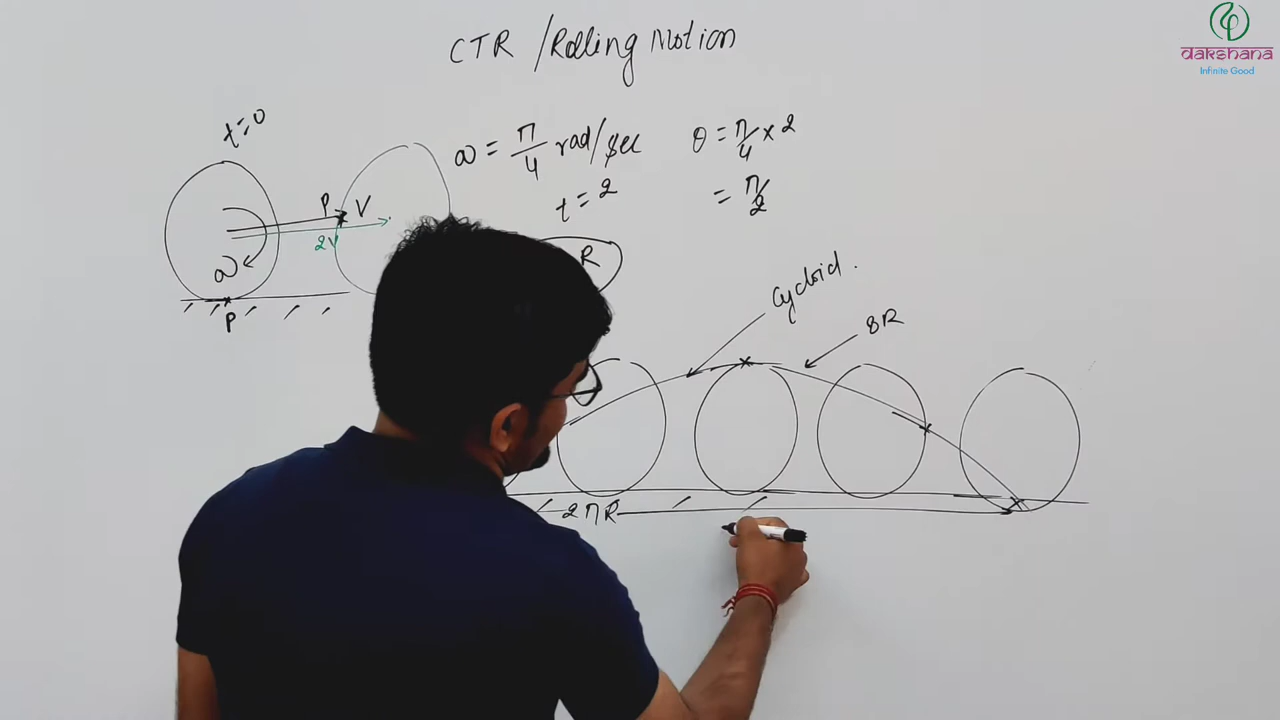 CTR / Rolling Motion
dakshana
Infinite Good
t=0
ω = π/4 rad/sec
θ = π/4 × 2
t = 2
= π/2
P
V
2V
ω
P
R
Cycloid.
8R
2πR